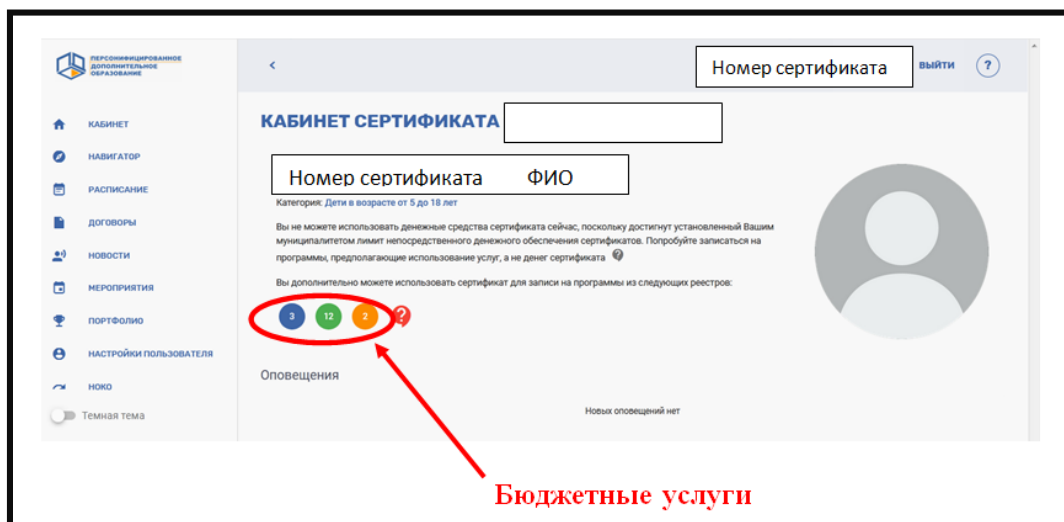 ПЕРСОНИФИЦИРОВАННОЕ
ДОПОЛНИТЕЛЬНОЕ
ОБРАЗОВАНИЕ
Номер сертификата
ВЫЙТИ
?
КАБИНЕТ
НАВИГАТОР
РАСПИСАНИЕ
ДОГОВОРЫ
НОВОСТИ
МЕРОПРИЯТИЯ
ПОРТФОЛИО
НАСТРОЙКИ ПОЛЬЗОВАТЕЛЯ
НОКО
Темная тема
КАБИНЕТ СЕРТИФИКАТА
Номер сертификата ФИО
Категория: Дети в возрасте от 5 до 18 лет
Вы не можете использовать денежные средства сертификата сейчас, поскольку достигнут установленный Вашим
муниципалитетом лимит непосредственного денежного обеспечения сертификатов. Попробуйте записаться на
программы, предполагающие использование услуг, а не денег сертификата ?
Вы дополнительно можете использовать сертификат для записи на программы из следующих реестров:
3 12 2 ?
Оповещения
Новых оповещений нет
Бюджетные услуги